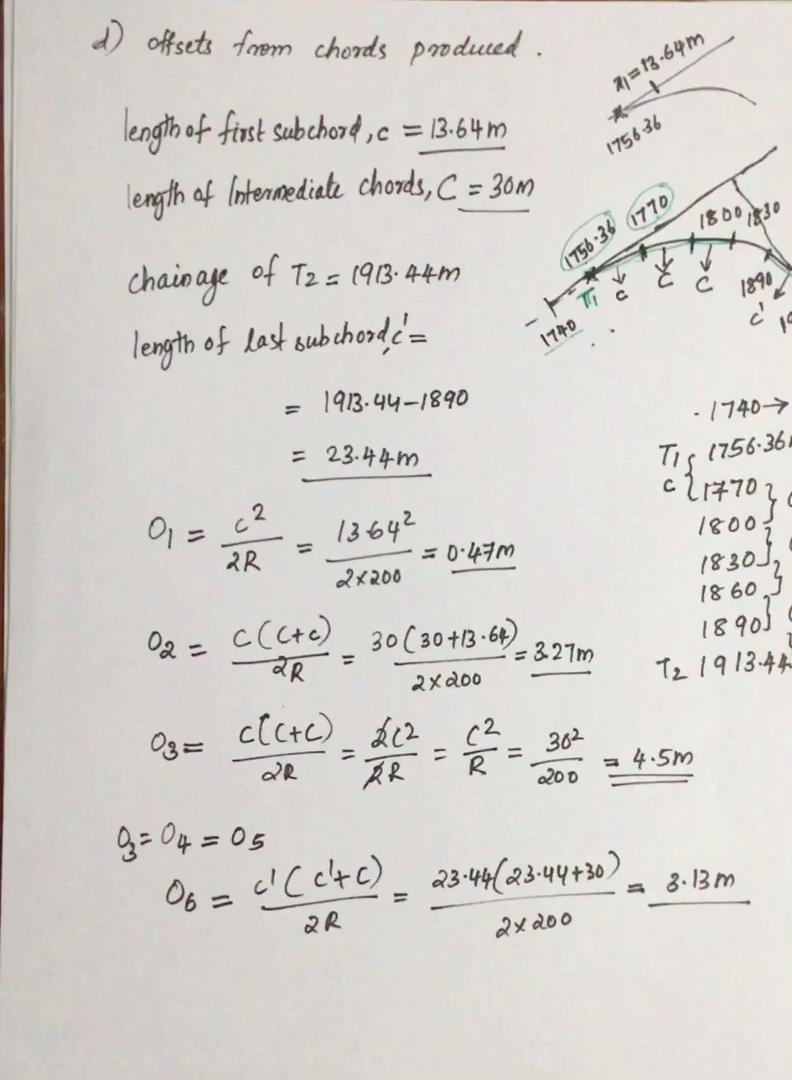 d) offsets from chords produced.
x1 = 13.64m
1756.36
length of first subchord, c = 13.64m
length of Intermediate chords, C = 30m
1740
T1
1756.36
1770
1800
1830
1890
c
C
C
c'
chainage of T2 = 1913.44m
length of last subchord, c' =
= 1913.44-1890
= 23.44m
O1 = c²/2R = 13.64²/2×200 = 0.47m
O2 = C(C+c)/2R = 30(30+13.64)/2×200 = 3.27m
O3 = C(C+C)/2R = 2C²/2R = C²/R = 30²/200 = 4.5m
O3 = O4 = O5
O6 = c'(c'+C)/2R = 23.44(23.44+30)/2×200 = 3.13m
. 1740→
T1 { 1756.36
c { 1770 }
1800 }
1830 }
1860 }
1890 }
T2 1913.44